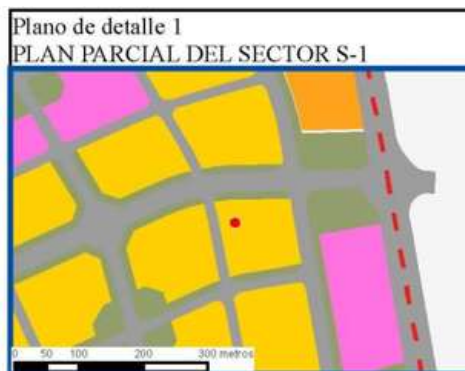 Plano de detalle 1
PLAN PARCIAL DEL SECTOR S-1
0 50 100 200 300 metros